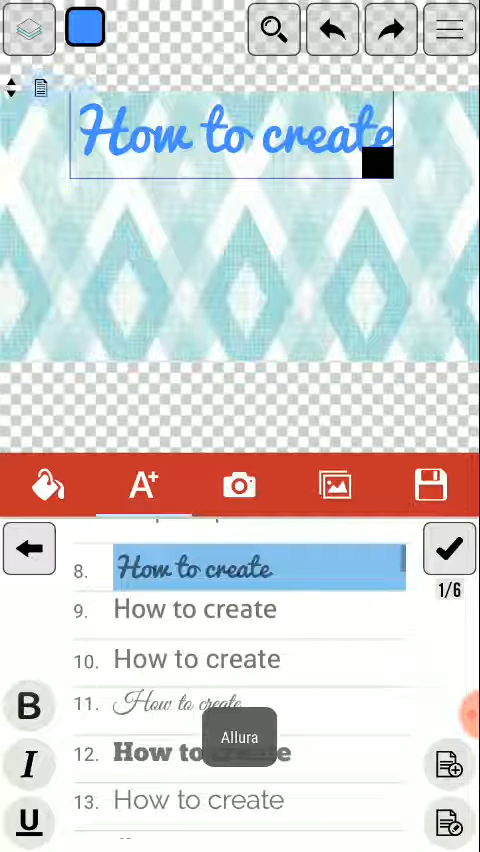 How to create
A+
8. How to create
1/6
9. How to create
10. How to create
11. How to create
B
Allura
I
12. How to create
13. How to create
U